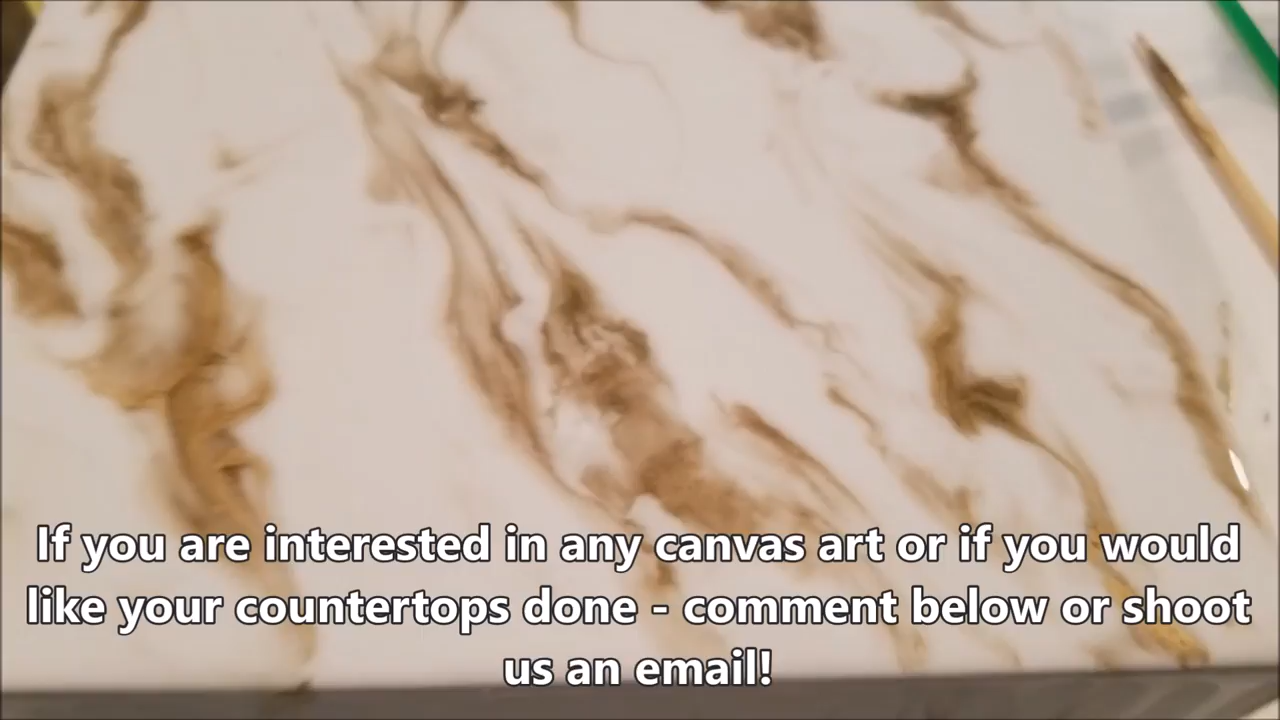 If you are interested in any canvas art or if you would
like your countertops done - comment below or shoot
us an email!